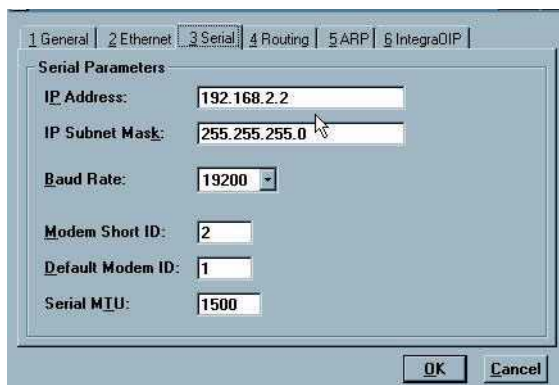 1 General 2 Ethernet 3 Serial 4 Routing 5 ARP 6 IntegraOIP
Serial Parameters
IP Address: 192.168.2.2
IP Subnet Mask: 255.255.255.0
Baud Rate: 19200
Modem Short ID: 2
Default Modem ID: 1
Serial MTU: 1500
OK Cancel